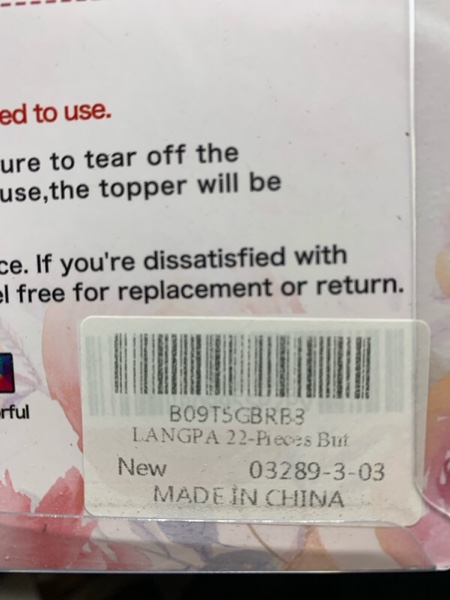 ed to use.
ure to tear off the
use,the topper will be
ce. If you're dissatisfied with
el free for replacement or return.
rful
B09T5GBRB3
LANGPA 22-Pieces But
New 03289-3-03
MADE IN CHINA